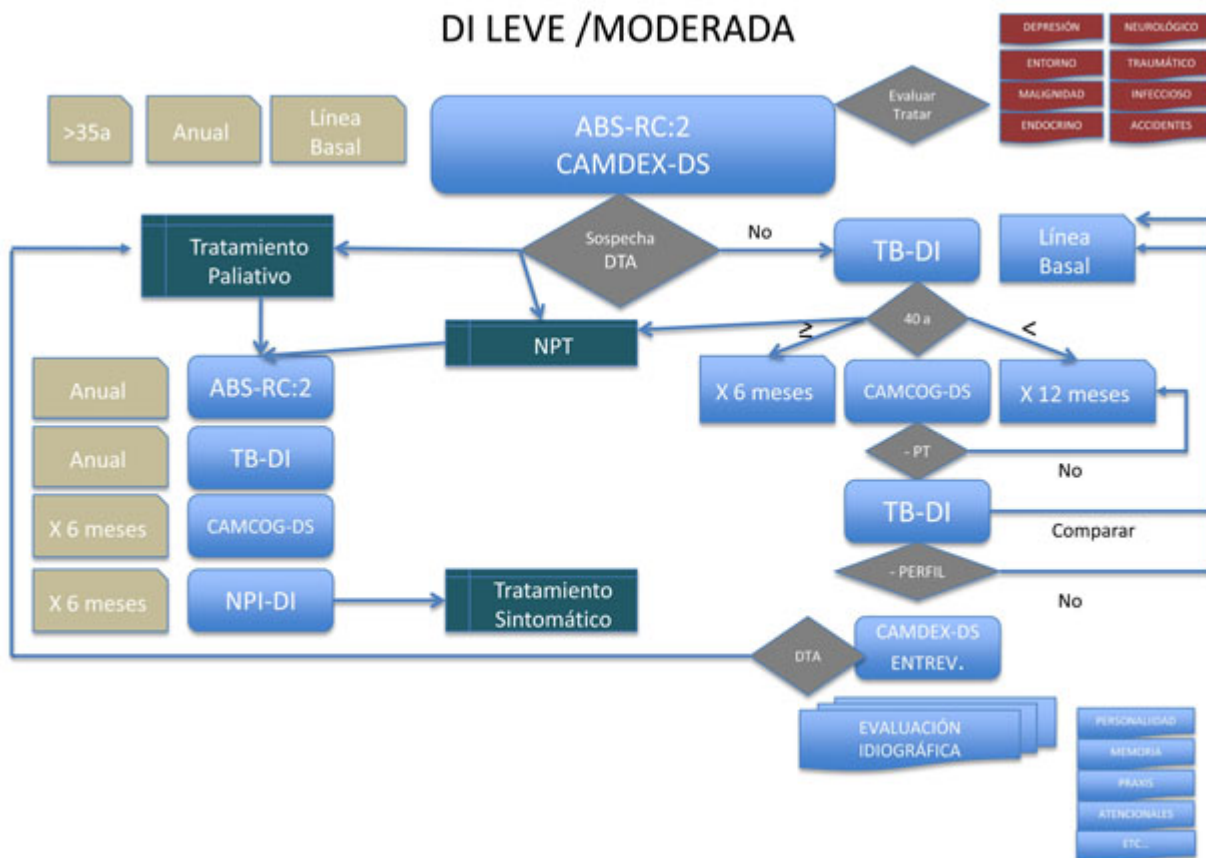 DI LEVE /MODERADA
DEPRESIÓN
NEUROLÓGICO
ENTORNO
TRAUMÁTICO
MALIGNIDAD
INFECCIOSO
ENDOCRINO
ACCIDENTES
Evaluar
Tratar
>35a
Anual
Línea
Basal
ABS-RC:2
CAMDEX-DS
Tratamiento
Paliativo
Sospecha
DTA
No
TB-DI
Línea
Basal
NPT
40 a
≥
<
X 6 meses
CAMCOG-DS
X 12 meses
Anual
ABS-RC:2
- PT
No
Anual
TB-DI
TB-DI
Comparar
X 6 meses
CAMCOG-DS
- PERFIL
No
X 6 meses
NPI-DI
Tratamiento
Sintomático
DTA
CAMDEX-DS
ENTREV.
EVALUACIÓN
IDIOGRÁFICA
PERSONALIDAD
MEMORIA
PRAXIS
ATENCIONALES
ETC...